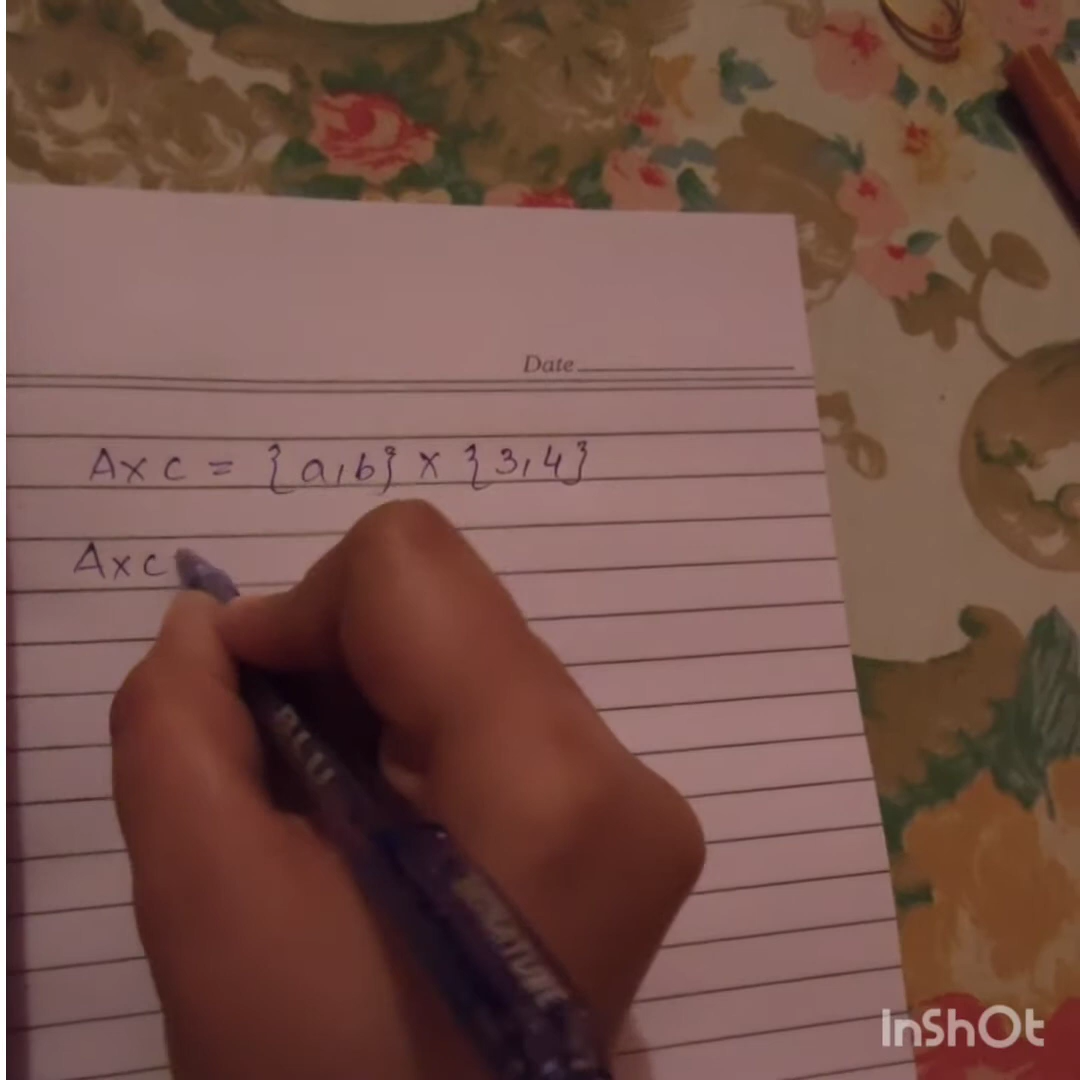 Date
A × C = {a, b} × {3, 4}
A × C
InShOt